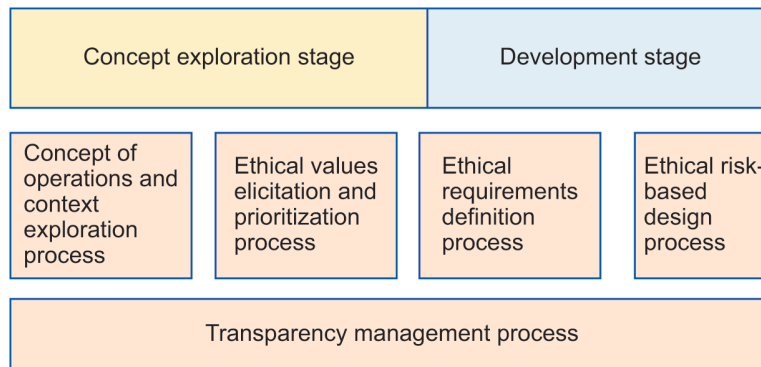 Concept exploration stage
Development stage
Concept of
operations and
context
exploration
process
Ethical values
elicitation and
prioritization
process
Ethical
requirements
definition
process
Ethical risk-
based
design
process
Transparency management process